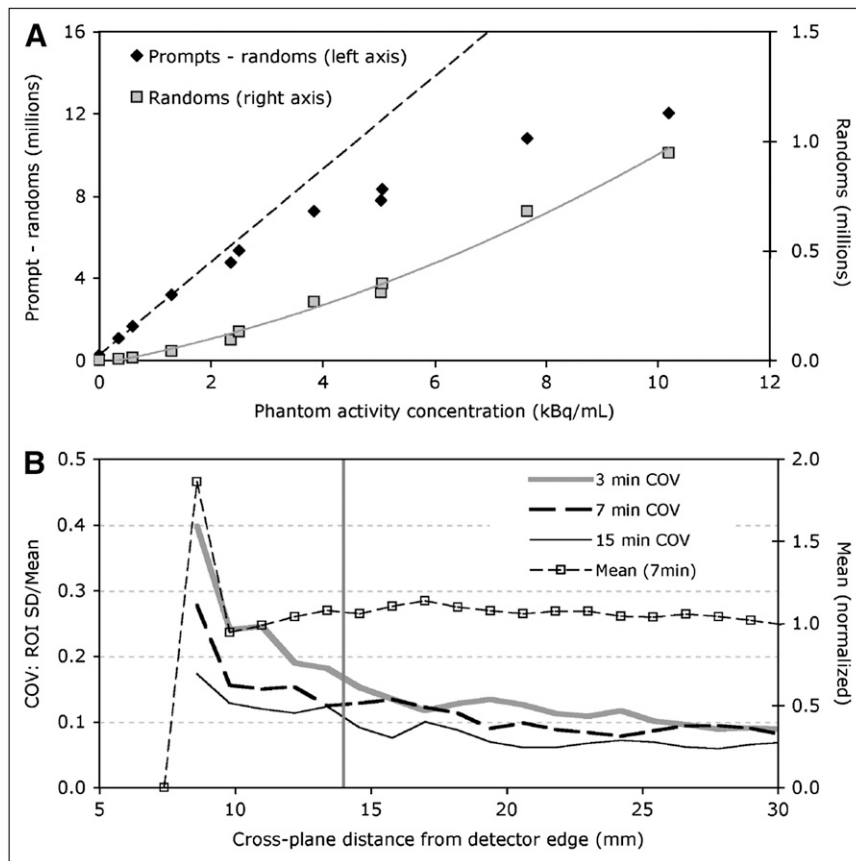 A
Prompts - randoms (left axis)
Randoms (right axis)
16
12
8
4
0
Prompt - randoms (millions)
1.5
1.0
0.5
0.0
Randoms (millions)
0 2 4 6 8 10 12
Phantom activity concentration (kBq/mL)
B
3 min COV
7 min COV
15 min COV
Mean (7min)
0.5
0.4
0.3
0.2
0.1
0.0
COV: ROI SD/Mean
2.0
1.5
1.0
0.5
0.0
Mean (normalized)
5 10 15 20 25 30
Cross-plane distance from detector edge (mm)